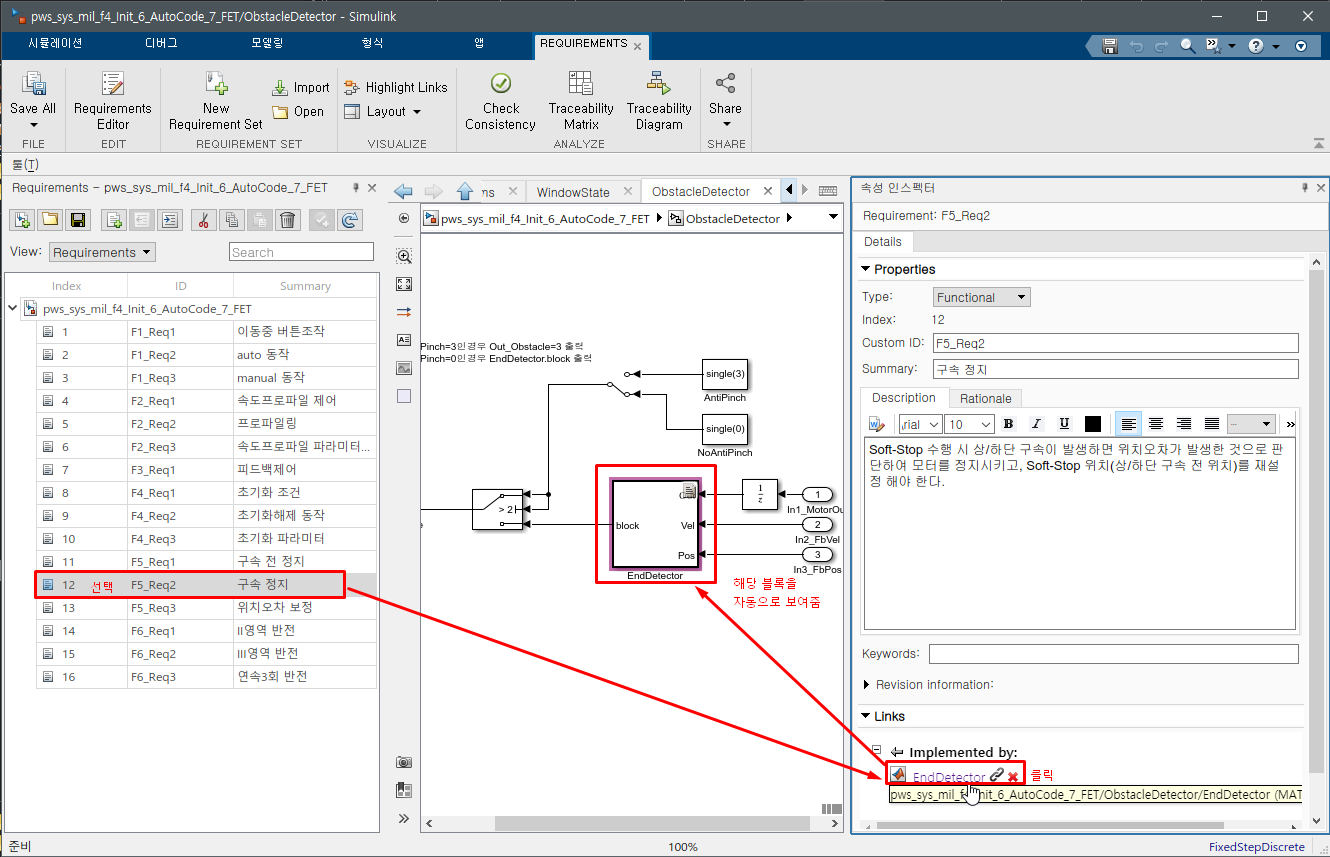 pws_sys_mil_f4_Init_6_AutoCode_7_FET/ObstacleDetector - Simulink
시뮬레이션 디버그 모델링 형식 앱 REQUIREMENTS
Save All
Requirements Editor
New Requirement Set
Import
Open
Highlight Links
Layout
Check Consistency
Traceability Matrix
Traceability Diagram
Share
FILE EDIT REQUIREMENT SET VISUALIZE ANALYZE SHARE
툴(T)
Requirements - pws_sys_mil_f4_Init_6_AutoCode_7_FET
View: Requirements
Search
Index ID Summary
pws_sys_mil_f4_Init_6_AutoCode_7_FET
1 F1_Req1 이동중 버튼조작
2 F1_Req2 auto 동작
3 F1_Req3 manual 동작
4 F2_Req1 속도프로파일 제어
5 F2_Req2 프로파일링
6 F2_Req3 속도프로파일 파라미터...
7 F3_Req1 피드백제어
8 F4_Req1 초기화 조건
9 F4_Req2 초기화해제 동작
10 F4_Req3 초기화 파라미터
11 F5_Req1 구속 전 정지
12 선택 F5_Req2 구속 정지
13 F5_Req3 위치오차 보정
14 F6_Req1 II영역 반전
15 F6_Req2 III영역 반전
16 F6_Req3 연속3회 반전
ns WindowState ObstacleDetector
pws_sys_mil_f4_Init_6_AutoCode_7_FET ObstacleDetector
Pinch=3인경우 Out_Obstacle=3 출력
Pinch=0인경우 EndDetector.block 출력
single(3)
AntiPinch
single(0)
NoAntiPinch
> 2
block
Vel
Pos
EndDetector
1
z
1
In1_MotorOu
2
In2_FbVel
3
In3_FbPos
해당 블록을
자동으로 보여줌
속성 인스펙터
Requirement: F5_Req2
Details
Properties
Type: Functional
Index: 12
Custom ID: F5_Req2
Summary: 구속 정지
Description Rationale
rial 10 B I U
Soft-Stop 수행 시 상/하단 구속이 발생하면 위치오차가 발생한 것으로 판
단하여 모터를 정지시키고, Soft-Stop 위치(상/하단 구속 전 위치)를 재설
정 해야 한다.
Keywords:
Revision information:
Links
Implemented by:
EndDetector 클릭
pws_sys_mil_f4_Init_6_AutoCode_7_FET/ObstacleDetector/EndDetector (MAT
준비 100% FixedStepDiscrete